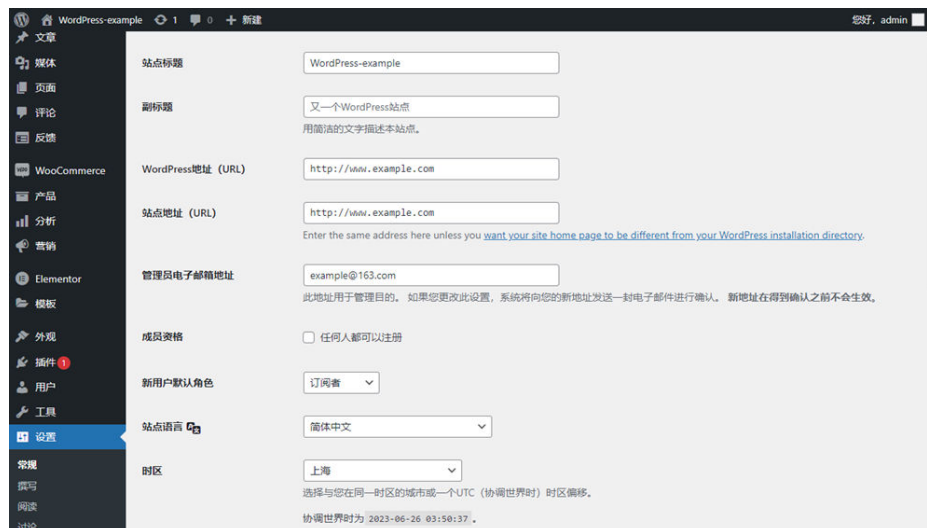 WordPress-example 1 0 新建 您好, admin
文章
媒体
页面
评论
反馈
WooCommerce
产品
分析
营销
Elementor
模板
外观
插件 1
用户
工具
设置
常规
撰写
阅读
讨论
站点标题 WordPress-example
副标题 又一个WordPress站点
用简洁的文字描述本站点。
WordPress地址（URL） http://www.example.com
站点地址（URL） http://www.example.com
Enter the same address here unless you want your site home page to be different from your WordPress installation directory.
管理员电子邮箱地址 example@163.com
此地址用于管理目的。 如果您更改此设置，系统将向您的新地址发送一封电子邮件进行确认。 新地址在得到确认之前不会生效。
成员资格 任何人都可以注册
新用户默认角色 订阅者
站点语言 简体中文
时区 上海
选择与您在同一时区的城市或一个UTC（协调世界时）时区偏移。
协调世界时为 2023-06-26 03:50:37 。